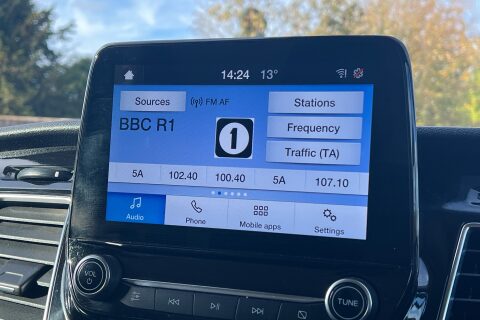 14:24 13°
Sources FM AF Stations
BBC R1 1 Frequency
Traffic (TA)
5A 102.40 100.40 5A 107.10
Audio Phone Mobile apps Settings
VOL TUNE